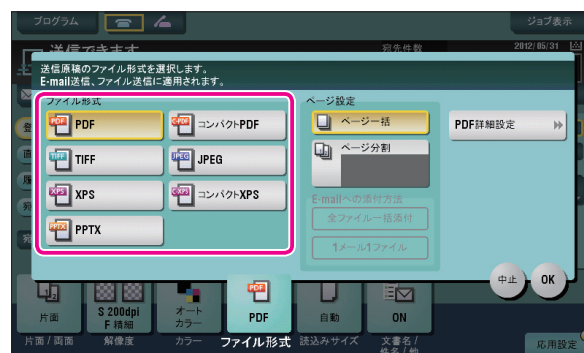 プログラム
ジョブ表示
送信できます
宛先件数
2012/05/31
送信原稿のファイル形式を選択します。
E-mail送信、ファイル送信に適用されます。
ファイル形式
PDF
コンパクトPDF
TIFF
JPEG
XPS
コンパクトXPS
PPTX
ページ設定
ページ一括
ページ分割
PDF詳細設定
E-mailへの添付方法
全ファイル一括添付
1メール1ファイル
中止
OK
片面
S 200dpi
F 精細
オート
カラー
PDF
自動
ON
片面 / 両面
解像度
カラー
ファイル形式
読込みサイズ
文書名 /
件名 / 他
応用設定